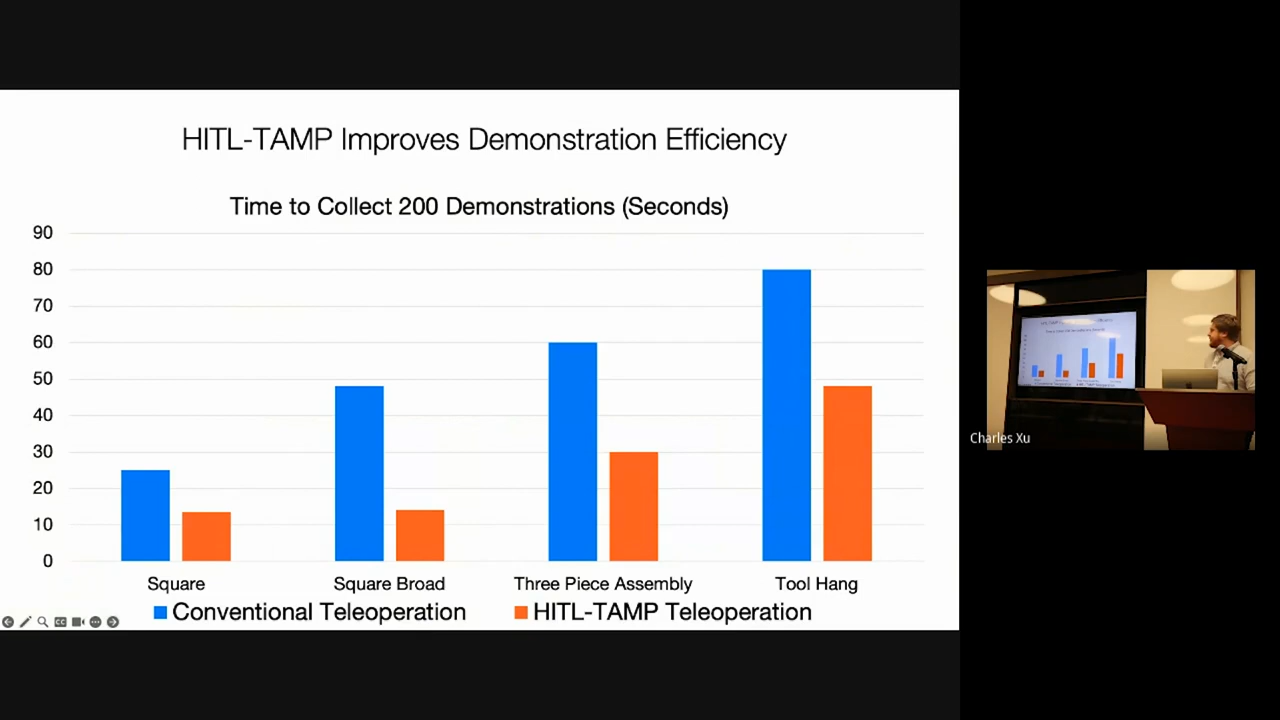 HITL-TAMP Improves Demonstration Efficiency
Time to Collect 200 Demonstrations (Seconds)
90
80
70
60
50
40
30
20
10
0
Square
Square Broad
Three Piece Assembly
Tool Hang
Conventional Teleoperation
HITL-TAMP Teleoperation
Charles Xu